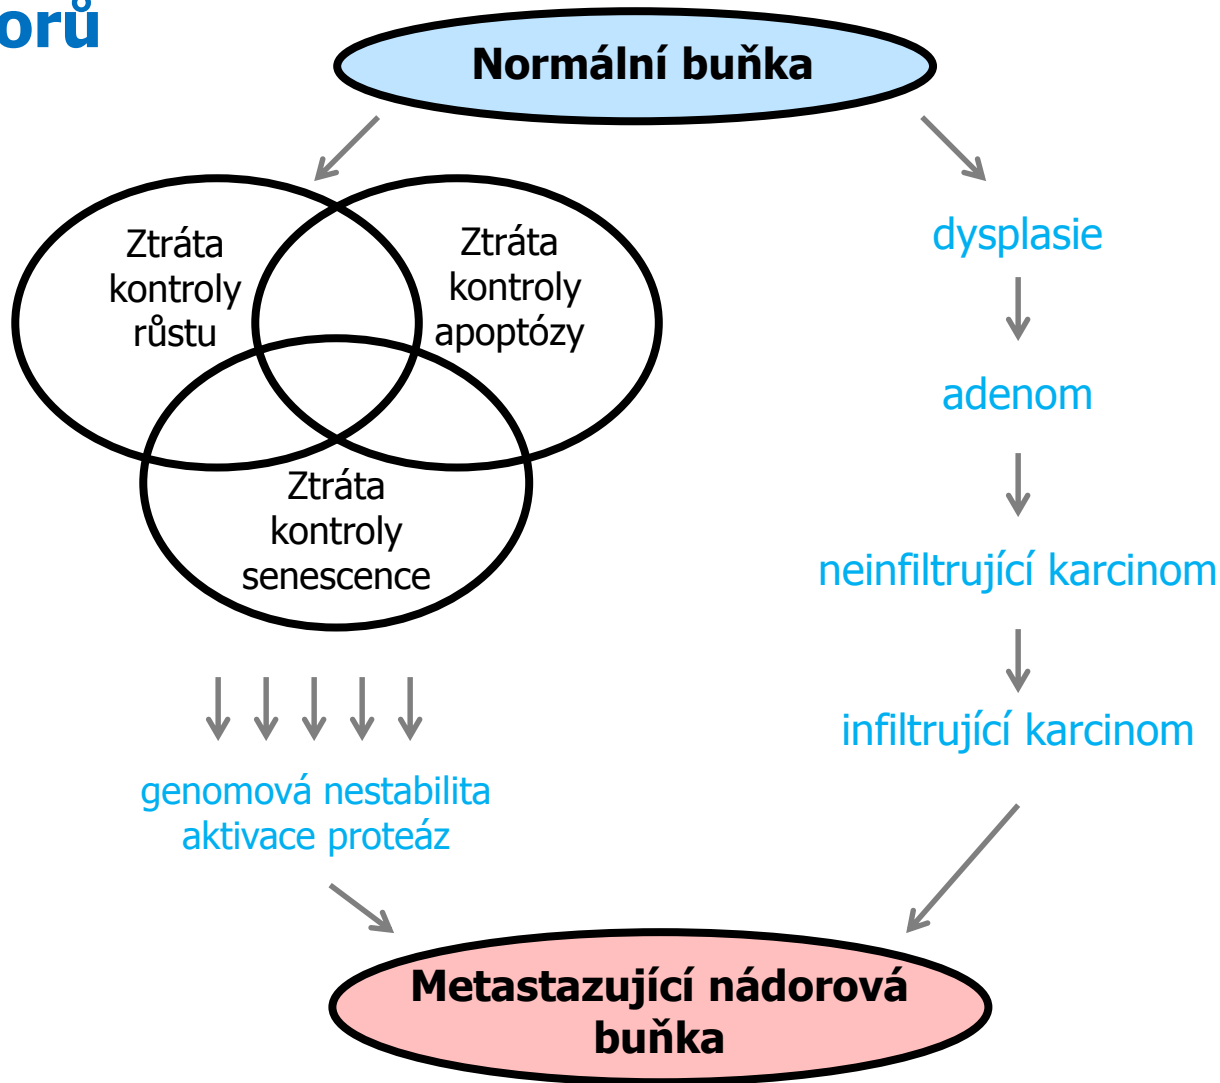 orů
Normální buňka
Ztráta
kontroly
růstu
Ztráta
kontroly
apoptózy
Ztráta
kontroly
senescence
genomová nestabilita
aktivace proteáz
dysplasie
adenom
neinfiltrující karcinom
infiltrující karcinom
Metastazující nádorová
buňka